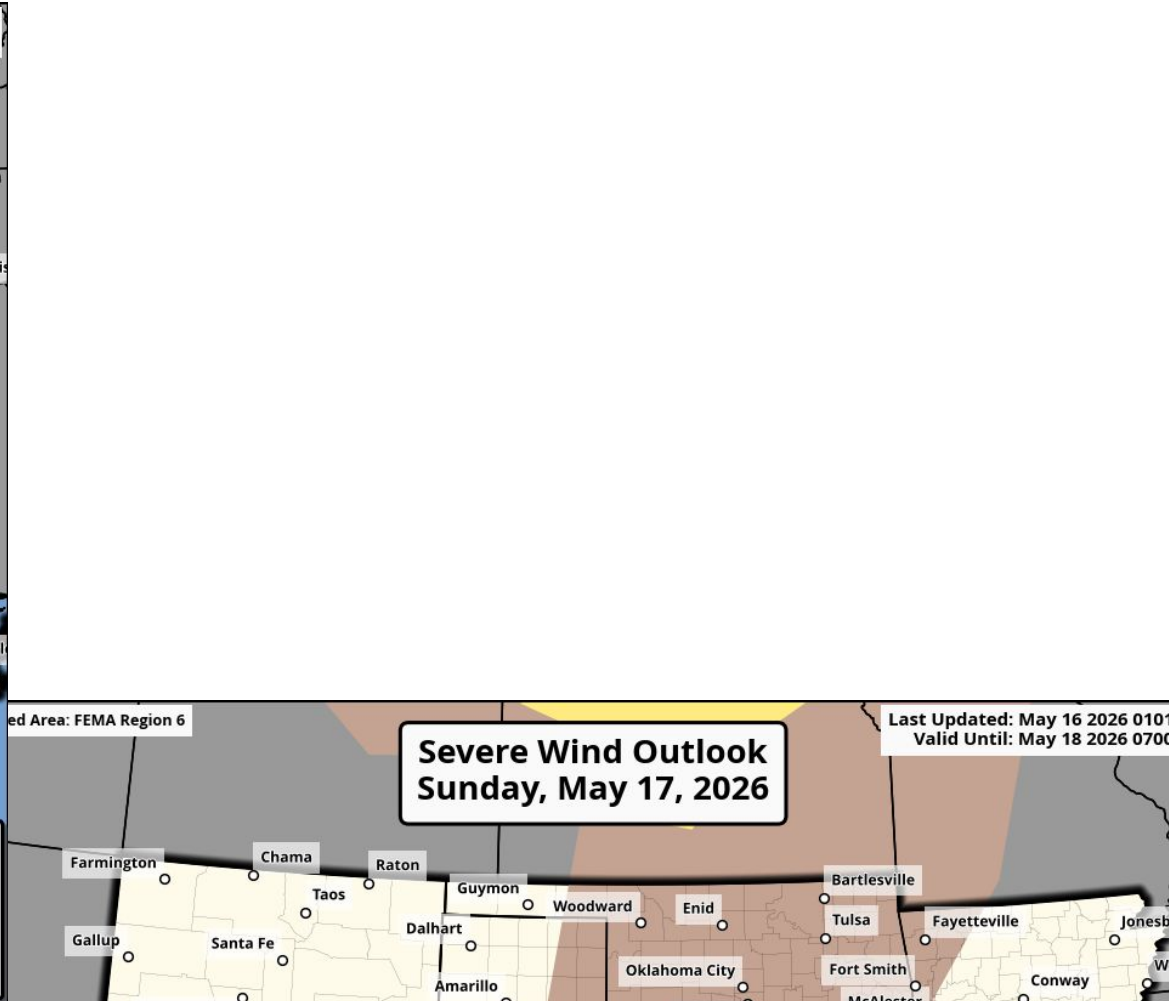 ed Area: FEMA Region 6
Severe Wind Outlook
Sunday, May 17, 2026
Last Updated: May 16 2026 0101
Valid Until: May 18 2026 0700
Farmington
Chama
Raton
Taos
Guymon
Woodward
Enid
Bartlesville
Tulsa
Fayetteville
Jonesb
Gallup
Santa Fe
Dalhart
Oklahoma City
Fort Smith
Amarillo
McAlester
Conway
W